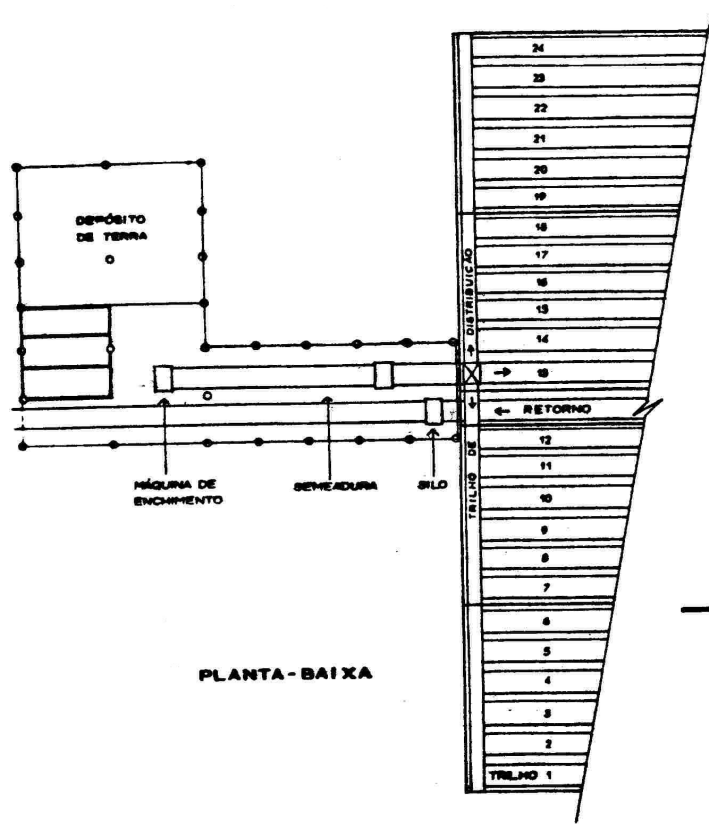 24
23
22
21
20
19
18
17
16
15
14
13
DEPÓSITO
DE TERRA
TRILHO DE DISTRIBUIÇÃO
RETORNO
12
11
10
9
8
7
6
5
4
3
2
TRILHO 1
MÁQUINA DE
ENCHIMENTO
SEMEADURA
SILO
PLANTA-BAIXA